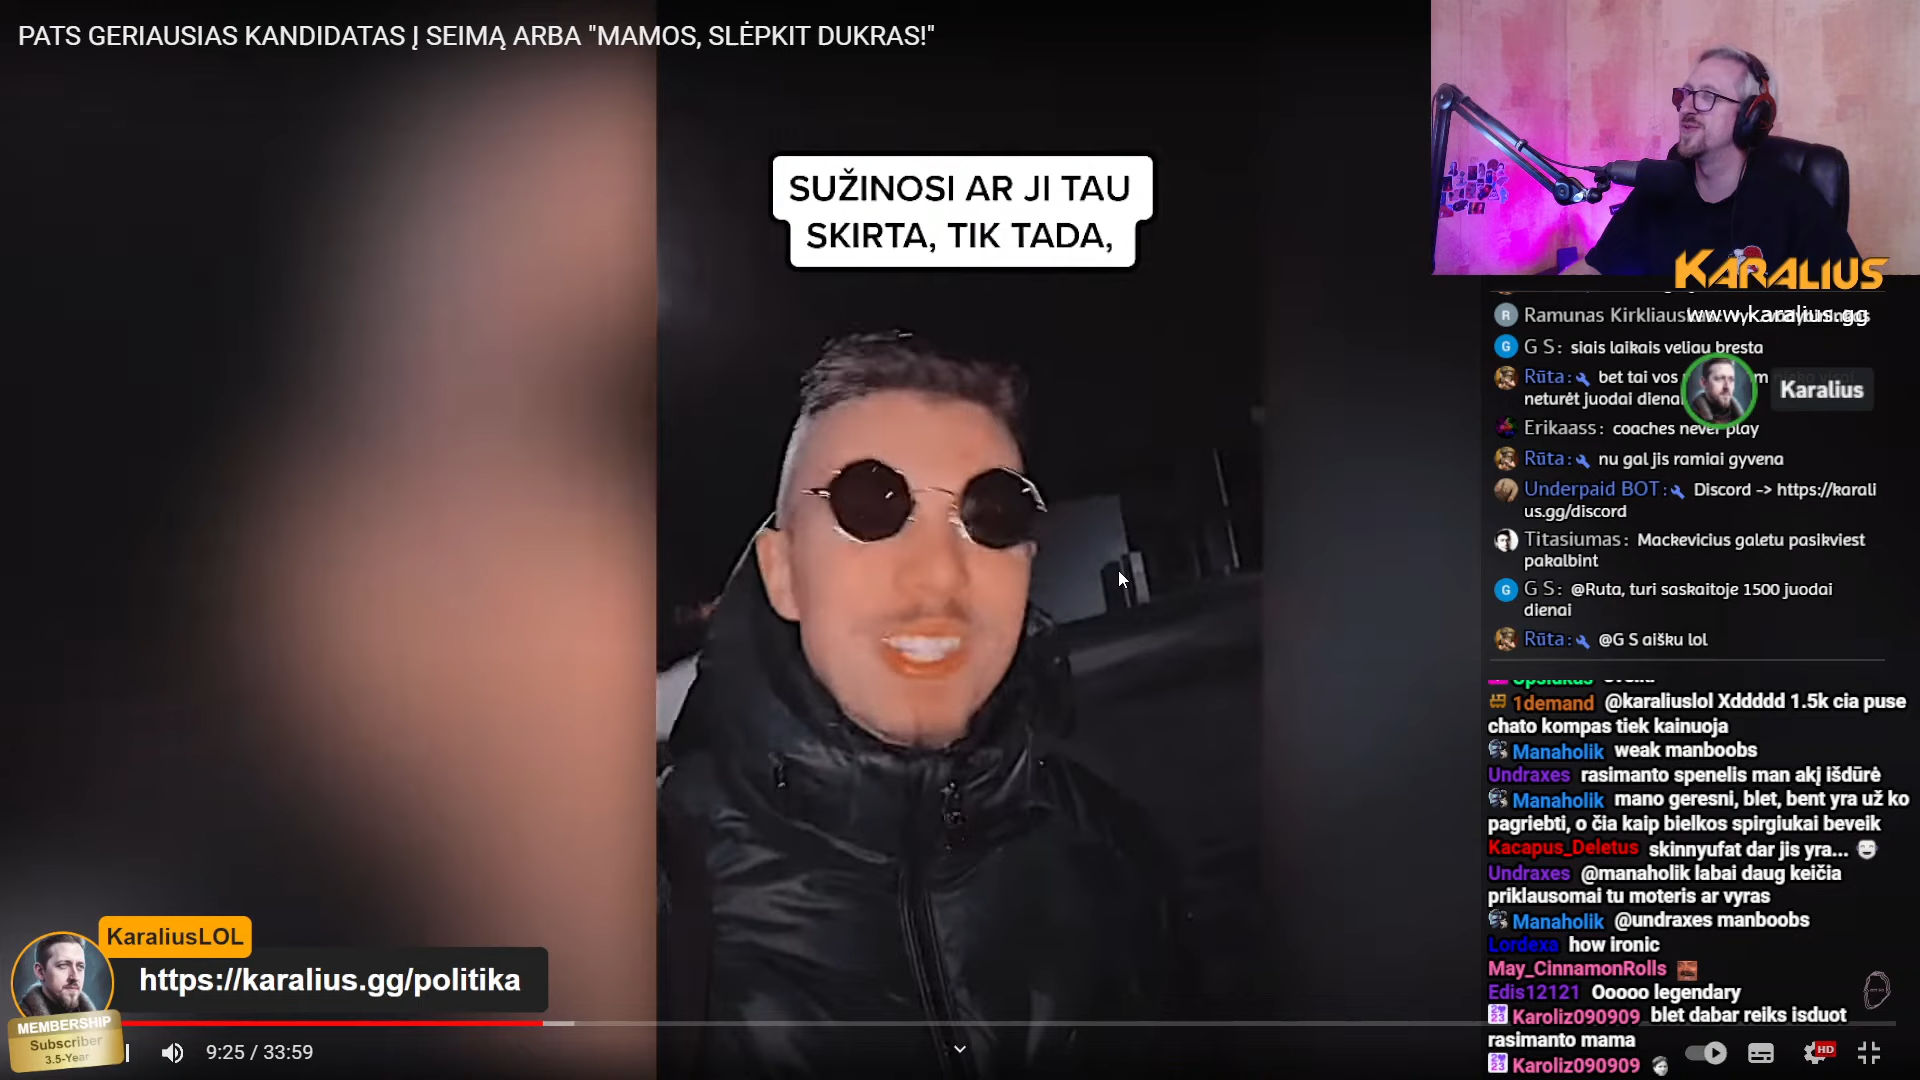 PATS GERIAUSIAS KANDIDATAS Į SEIMĄ ARBA "MAMOS, SLĖPKIT DUKRAS!"
SUŽINOSI AR JI TAU
SKIRTA, TIK TADA,
KARALIUS
www.karalius.gg
Ramunas Kirkliauskas:
G S: siais laikais veliau bresta
Rūta: bet tai vos
neturėt juodai dienai
Karalius
Erikaass: coaches never play
Rūta: nu gal jis ramiai gyvena
Underpaid BOT: Discord -> https://karali
us.gg/discord
Titasiumas: Mackevicius galetu pasikviest
pakalbint
G S: @Ruta, turi saskaitoje 1500 juodai
dienai
Rūta: @G S aišku lol
1demand @karaliuslol Xddddd 1.5k cia puse
chato kompas tiek kainuoja
Manaholik weak manboobs
Undraxes rasimanto spenelis man akį išdūrė
Manaholik mano geresni, blet, bent yra už ko
pagriebti, o čia kaip bielkos spirgiukai beveik
Kacapus_Deletus skinnyufat dar jis yra...
Undraxes @manaholik labai daug keičia
priklausomai tu moteris ar vyras
Manaholik @undraxes manboobs
Lordexa how ironic
May_CinnamonRolls
Edis12121 Ooooo legendary
Karoliz090909 blet dabar reiks isduot
rasimanto mama
Karoliz090909
KaraliusLOL
https://karalius.gg/politika
MEMBERSHIP
Subscriber
3.5-Year
9:25 / 33:59
HD